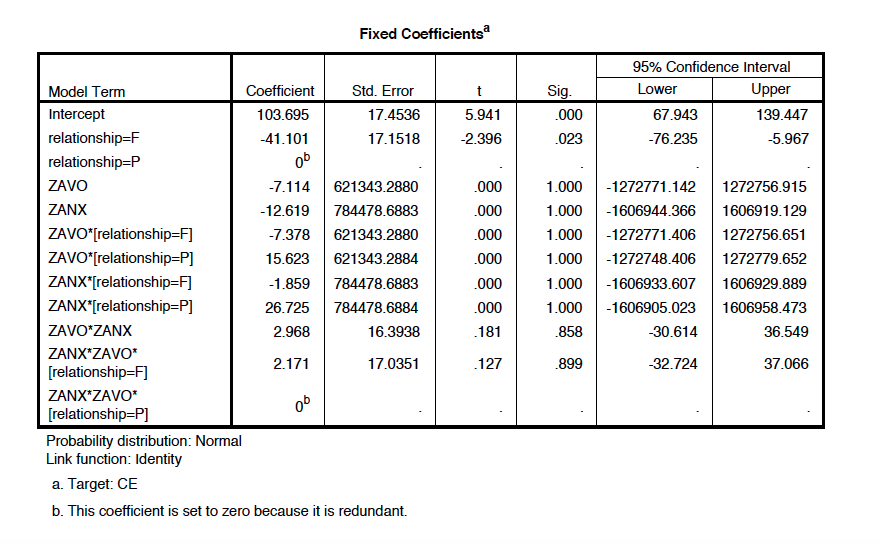 Fixed Coefficients^a
95% Confidence Interval
Model Term Coefficient Std. Error t Sig. Lower Upper
Intercept 103.695 17.4536 5.941 .000 67.943 139.447
relationship=F -41.101 17.1518 -2.396 .023 -76.235 -5.967
relationship=P 0^b . . . . .
ZAVO -7.114 621343.2880 .000 1.000 -1272771.142 1272756.915
ZANX -12.619 784478.6883 .000 1.000 -1606944.366 1606919.129
ZAVO*[relationship=F] -7.378 621343.2880 .000 1.000 -1272771.406 1272756.651
ZAVO*[relationship=P] 15.623 621343.2884 .000 1.000 -1272748.406 1272779.652
ZANX*[relationship=F] -1.859 784478.6883 .000 1.000 -1606933.607 1606929.889
ZANX*[relationship=P] 26.725 784478.6884 .000 1.000 -1606905.023 1606958.473
ZAVO*ZANX 2.968 16.3938 .181 .858 -30.614 36.549
ZANX*ZAVO*
[relationship=F] 2.171 17.0351 .127 .899 -32.724 37.066
ZANX*ZAVO*
[relationship=P] 0^b . . . . .
Probability distribution: Normal
Link function: Identity
a. Target: CE
b. This coefficient is set to zero because it is redundant.